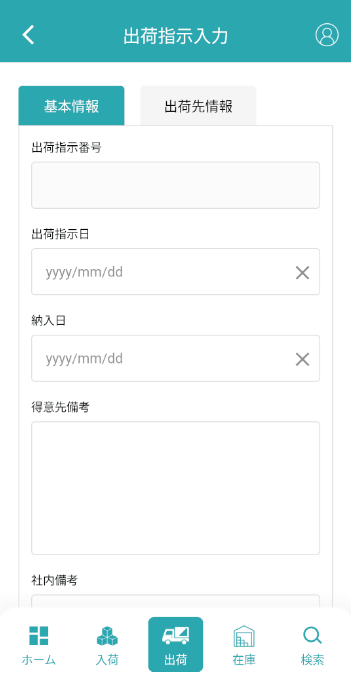 出荷指示入力
基本情報 出荷先情報
出荷指示番号
出荷指示日
yyyy/mm/dd
納入日
yyyy/mm/dd
得意先備考
社内備考
ホーム 入荷 出荷 在庫 検索